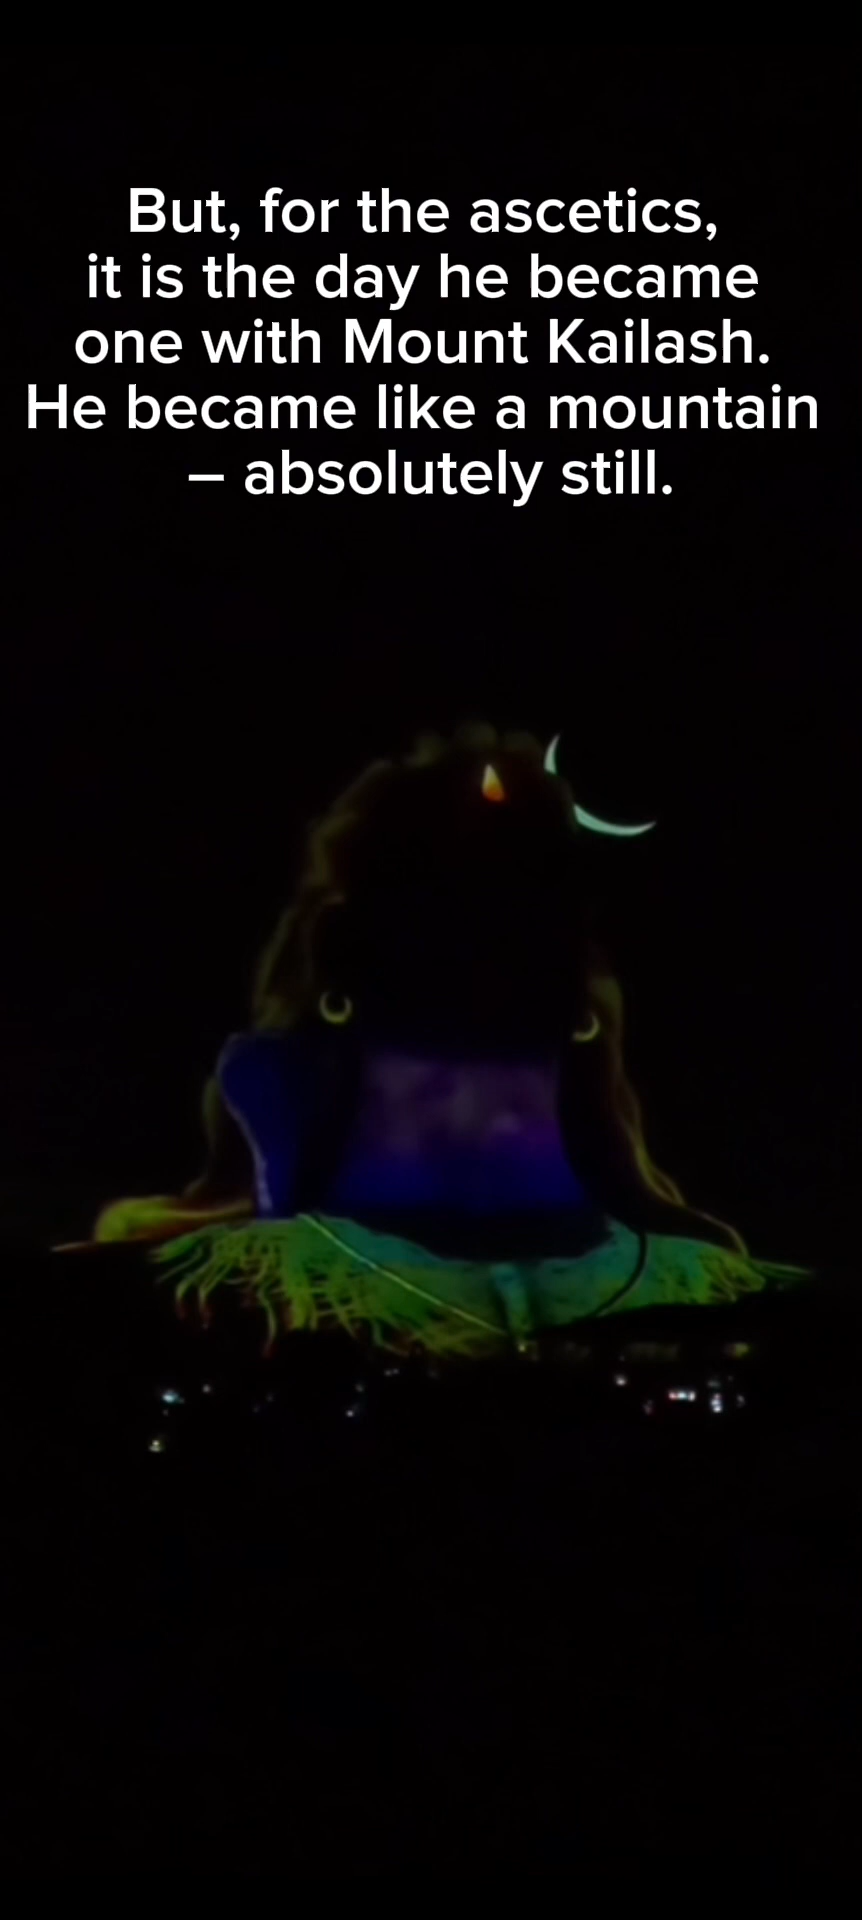 But, for the ascetics,
it is the day he became
one with Mount Kailash.
He became like a mountain
– absolutely still.